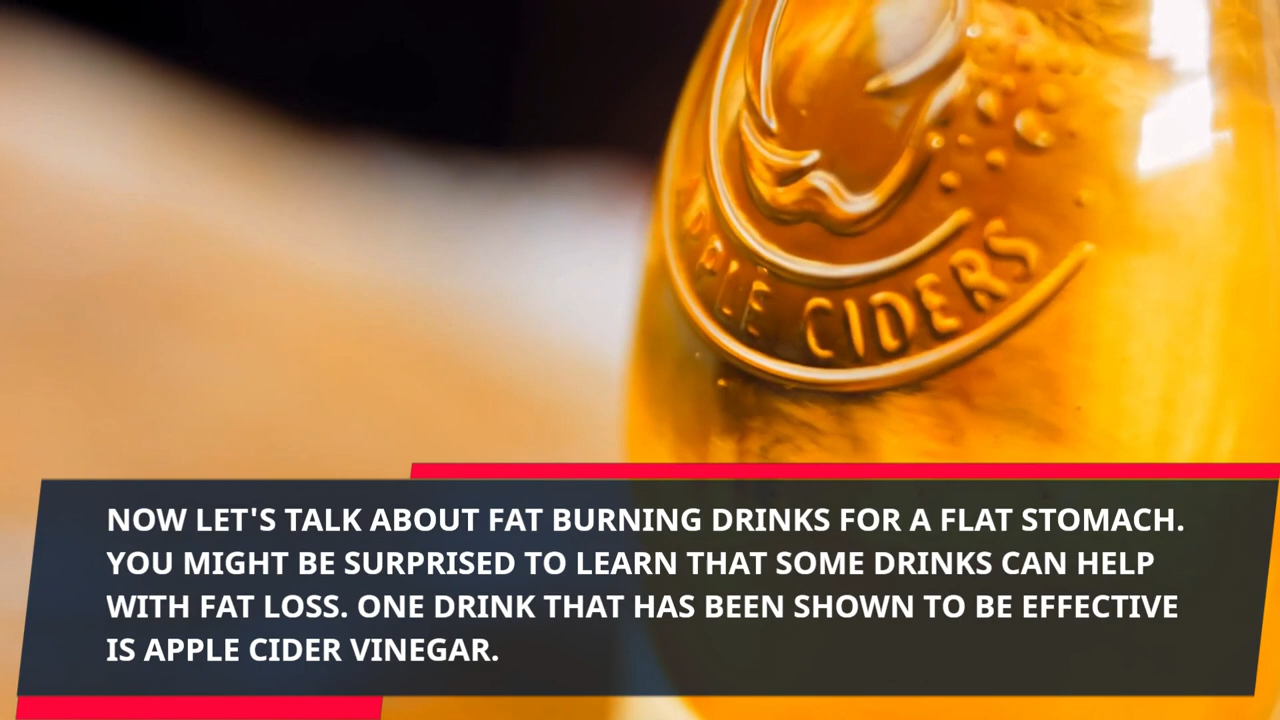 PLE CIDERS
NOW LET'S TALK ABOUT FAT BURNING DRINKS FOR A FLAT STOMACH.
YOU MIGHT BE SURPRISED TO LEARN THAT SOME DRINKS CAN HELP
WITH FAT LOSS. ONE DRINK THAT HAS BEEN SHOWN TO BE EFFECTIVE
IS APPLE CIDER VINEGAR.